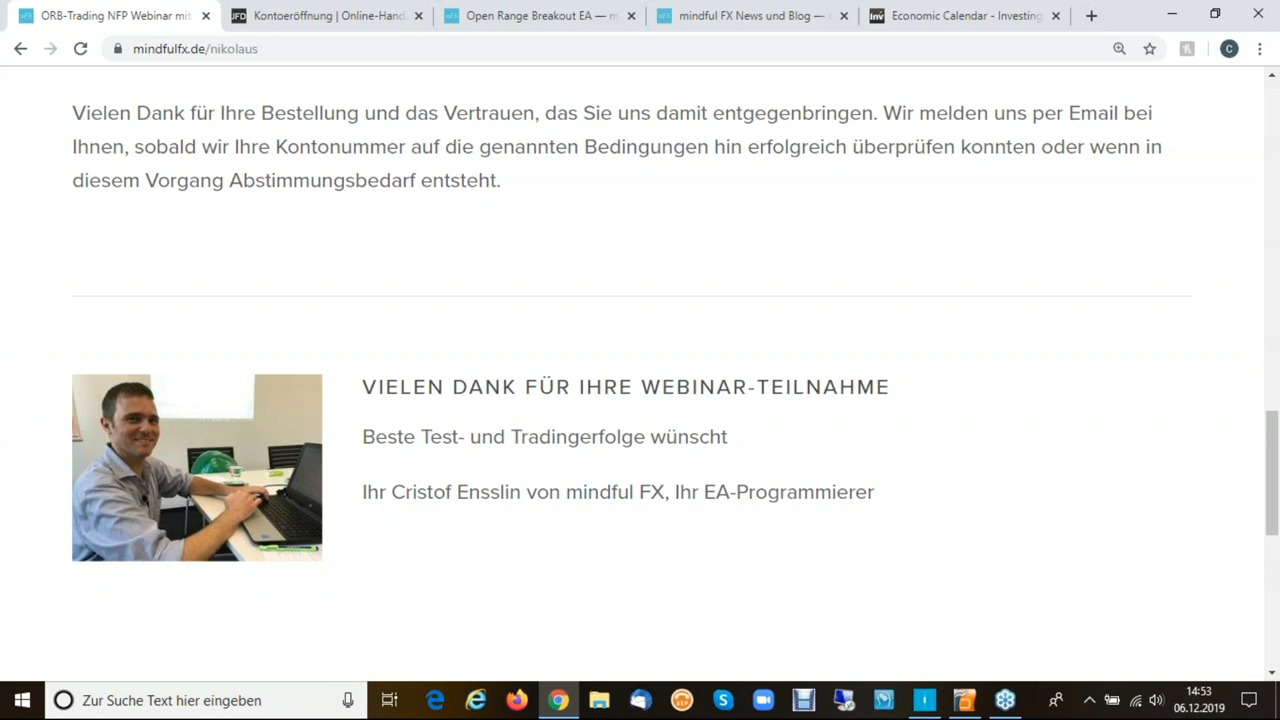 ORB-Trading NFP Webinar mit
Kontoeröffnung | Online-Hand
Open Range Breakout EA — m
mindful FX News und Blog —
Economic Calendar - Investing
mindfulfx.de/nikolaus
Vielen Dank für Ihre Bestellung und das Vertrauen, das Sie uns damit entgegenbringen. Wir melden uns per Email bei
Ihnen, sobald wir Ihre Kontonummer auf die genannten Bedingungen hin erfolgreich überprüfen konnten oder wenn in
diesem Vorgang Abstimmungsbedarf entsteht.
VIELEN DANK FÜR IHRE WEBINAR-TEILNAHME
Beste Test- und Tradingerfolge wünscht
Ihr Cristof Ensslin von mindful FX, Ihr EA-Programmierer
Zur Suche Text hier eingeben
14:53
06.12.2019